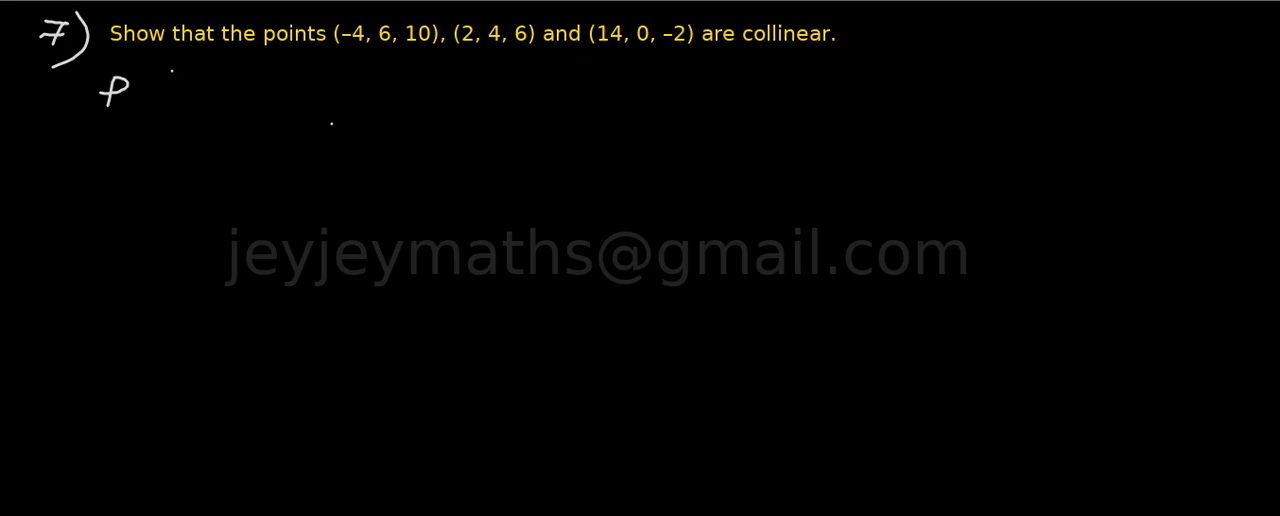 7) Show that the points (–4, 6, 10), (2, 4, 6) and (14, 0, –2) are collinear.
P
jeyjeymaths@gmail.com